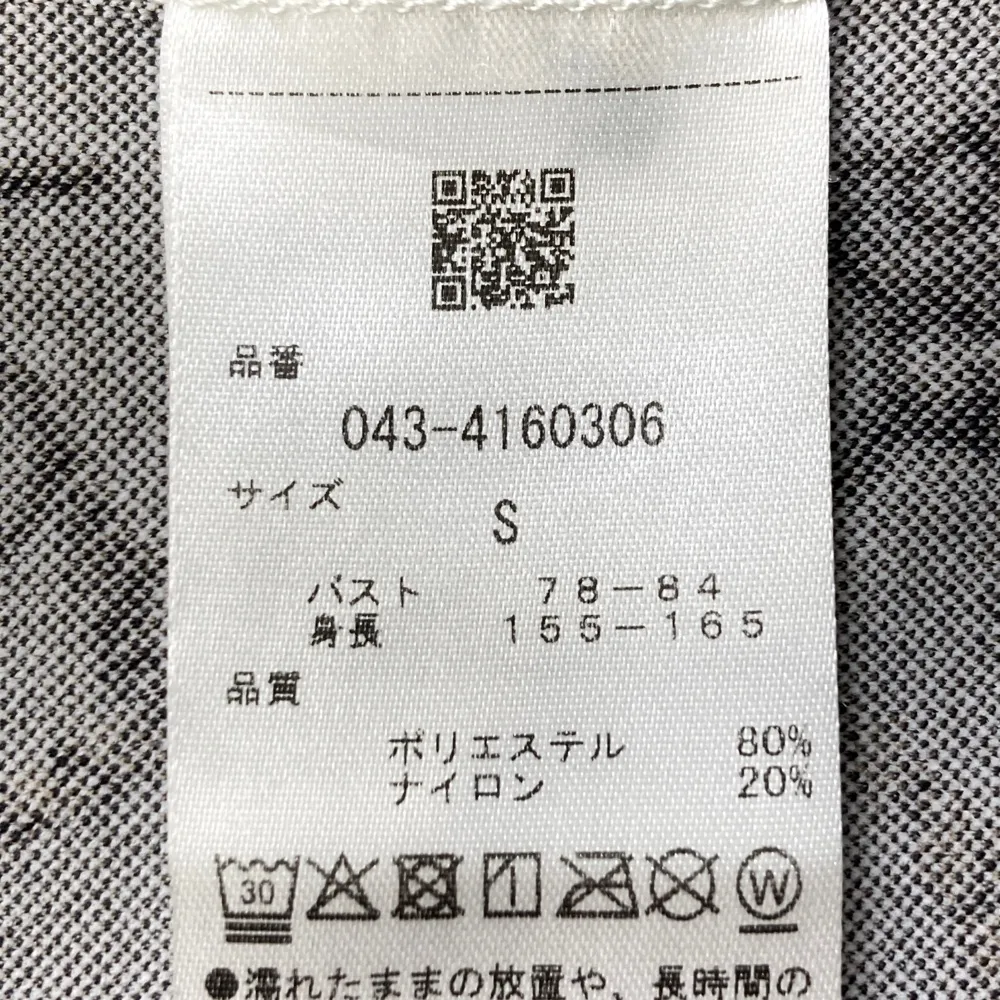 品番
043-4160306
サイズ
S
バスト 78-84
身長 155-165
品質
ポリエステル 80%
ナイロン 20%
30 W
●濡れたままの放置や、長時間の